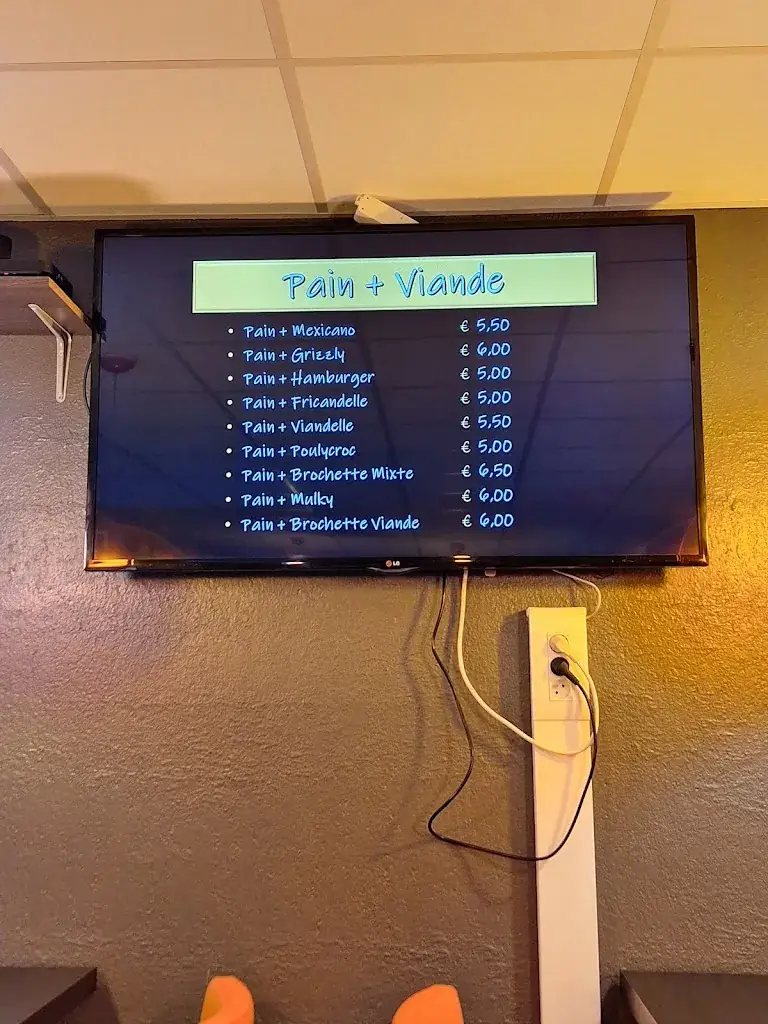 Pain + Viande
• Pain + Mexicano € 5,50
• Pain + Grizzly € 6,00
• Pain + Hamburger € 5,00
• Pain + Fricandelle € 5,00
• Pain + Viandelle € 5,50
• Pain + Poulycroc € 5,00
• Pain + Brochette Mixte € 6,50
• Pain + Mulky € 6,00
• Pain + Brochette Viande € 6,00
LG